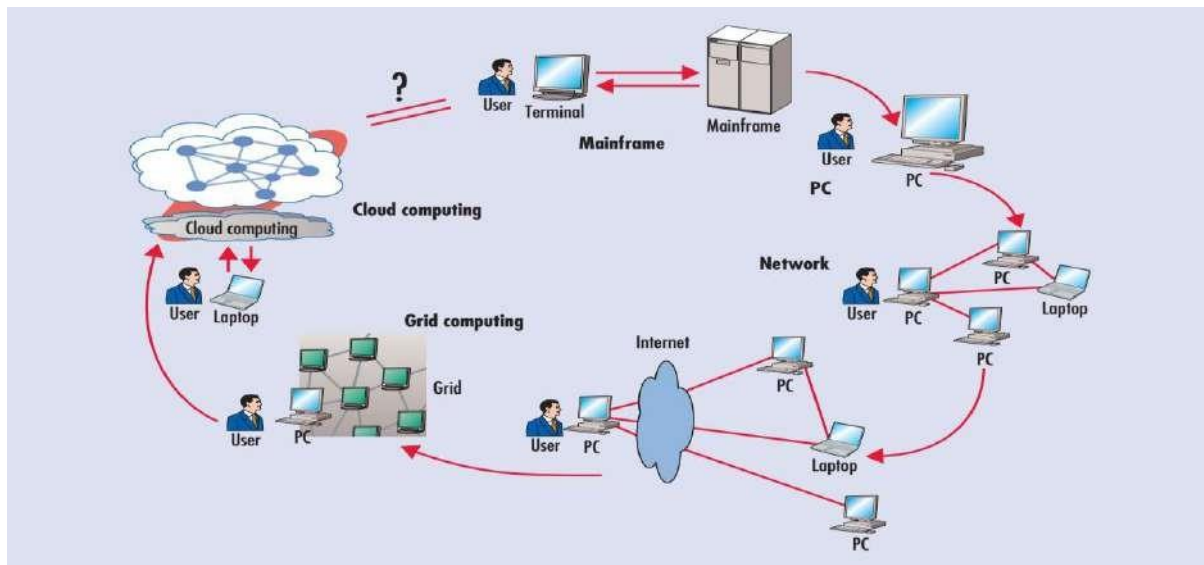 ?
User
Terminal
Mainframe
Mainframe
User
PC
PC
Cloud computing
Cloud computing
User
Laptop
Network
PC
User
PC
Laptop
PC
Grid computing
Grid
User
PC
Internet
PC
User
PC
Laptop
PC